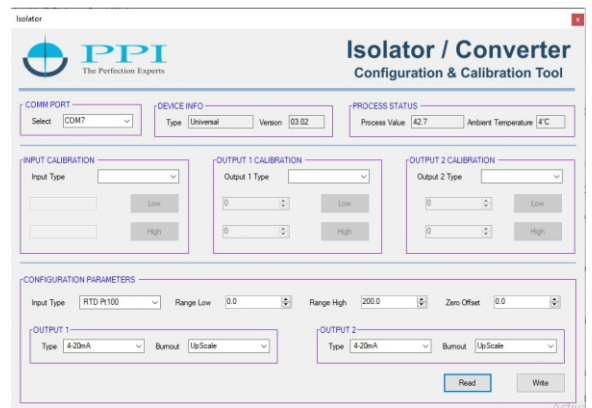 Isolator
PPI
The Perfection Experts
Isolator / Converter
Configuration & Calibration Tool
COMM PORT
Select COM7
DEVICE INFO
Type Universal Version 03.02
PROCESS STATUS
Process Value 42.7 Ambient Temperature 4°C
INPUT CALIBRATION
Input Type
Low
High
OUTPUT 1 CALIBRATION
Output 1 Type
0 Low
0 High
OUTPUT 2 CALIBRATION
Output 2 Type
0 Low
0 High
CONFIGURATION PARAMETERS
Input Type RTD Pt100 Range Low 0.0 Range High 200.0 Zero Offset 0.0
OUTPUT 1
Type 4-20mA Burnout UpScale
OUTPUT 2
Type 4-20mA Burnout UpScale
Read Write